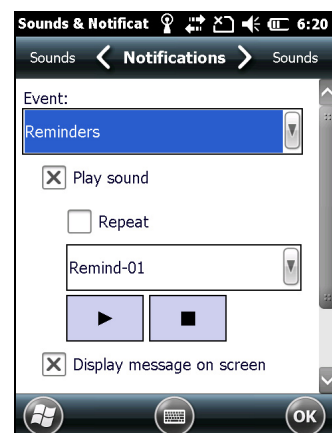 Sounds & Notificat 6:20
Sounds Notifications Sounds
Event:
Reminders
Play sound
Repeat
Remind-01
Display message on screen
OK